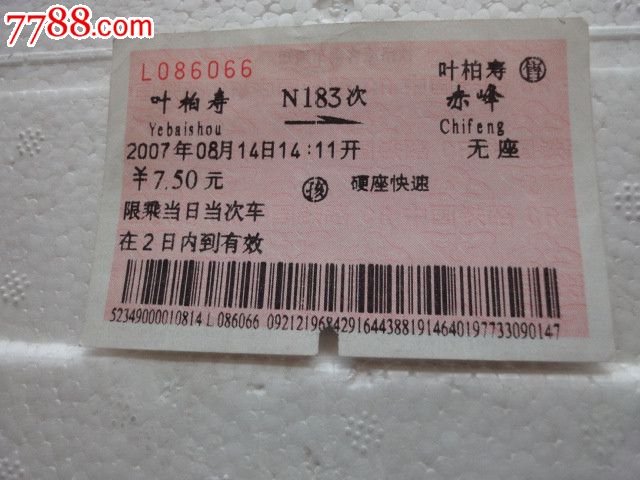 7788.com
L086066
叶柏寿 售
叶柏寿 N183次 赤峰
Yebaishou Chifeng
2007年08月14日14:11开 无座
¥7.50元 孩 硬座快速
限乘当日当次车
在2日内到有效
52349000010814 L 086066